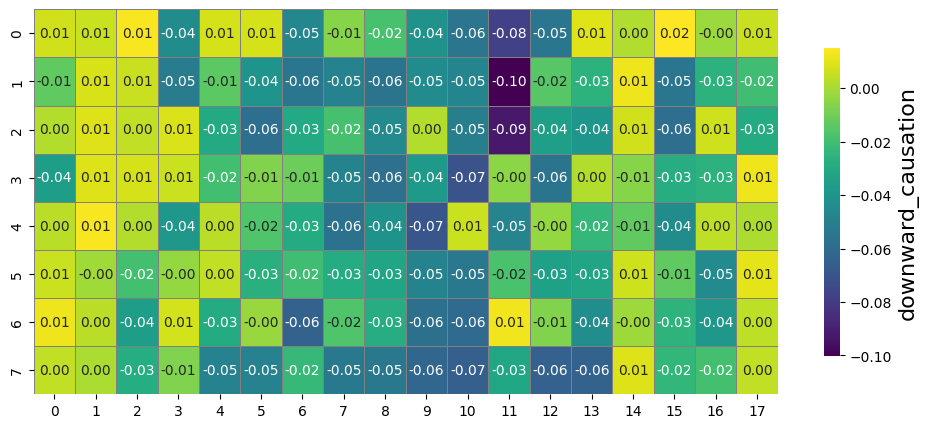 0 0.01 0.01 0.01 -0.04 0.01 0.01 -0.05 -0.01 -0.02 -0.04 -0.06 -0.08 -0.05 0.01 0.00 0.02 -0.00 0.01
1 -0.01 0.01 0.01 -0.05 -0.01 -0.04 -0.06 -0.05 -0.06 -0.05 -0.05 -0.10 -0.02 -0.03 0.01 -0.05 -0.03 -0.02
2 0.00 0.01 0.00 0.01 -0.03 -0.06 -0.03 -0.02 -0.05 0.00 -0.05 -0.09 -0.04 -0.04 0.01 -0.06 0.01 -0.03
3 -0.04 0.01 0.01 0.01 -0.02 -0.01 -0.01 -0.05 -0.06 -0.04 -0.07 -0.00 -0.06 0.00 -0.01 -0.03 -0.03 0.01
4 0.00 0.01 0.00 -0.04 0.00 -0.02 -0.03 -0.06 -0.04 -0.07 0.01 -0.05 -0.00 -0.02 -0.01 -0.04 0.00 0.00
5 0.01 -0.00 -0.02 -0.00 0.00 -0.03 -0.02 -0.03 -0.03 -0.05 -0.05 -0.02 -0.03 -0.03 0.01 -0.01 -0.05 0.01
6 0.01 0.00 -0.04 0.01 -0.03 -0.00 -0.06 -0.02 -0.03 -0.06 -0.06 0.01 -0.01 -0.04 -0.00 -0.03 -0.04 0.00
7 0.00 0.00 -0.03 -0.01 -0.05 -0.05 -0.02 -0.05 -0.05 -0.06 -0.07 -0.03 -0.06 -0.06 0.01 -0.02 -0.02 0.00
0 1 2 3 4 5 6 7 8 9 10 11 12 13 14 15 16 17
0.00
−0.02
−0.04
−0.06
−0.08
−0.10
downward_causation